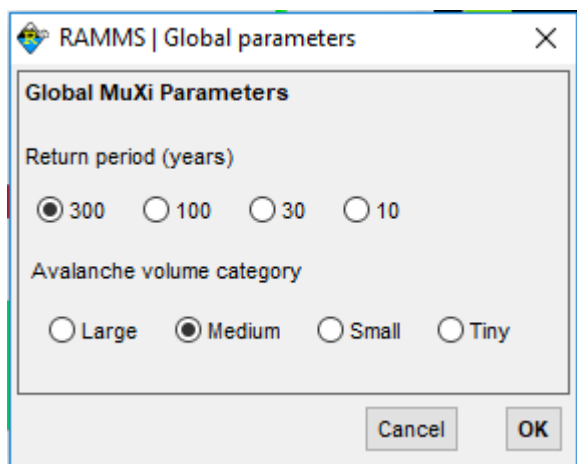 RAMMS | Global parameters
Global MuXi Parameters
Return period (years)
300 100 30 10
Avalanche volume category
Large Medium Small Tiny
Cancel OK